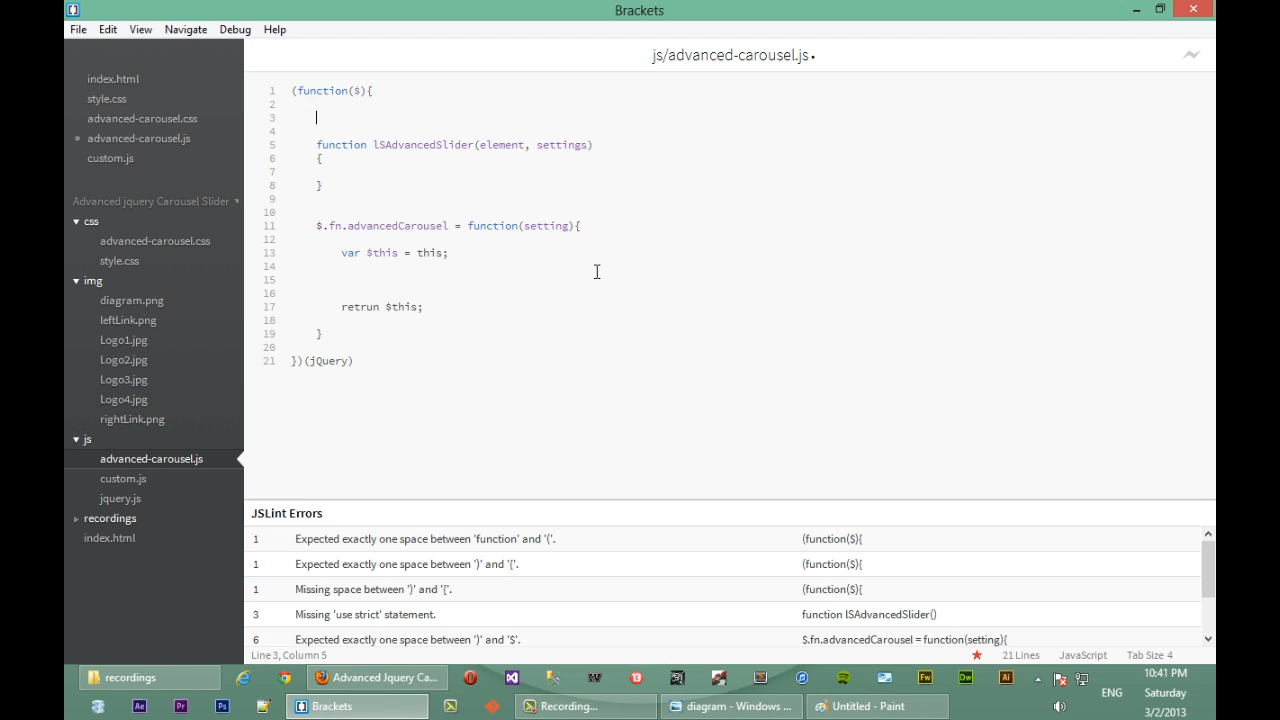 Brackets
File Edit View Navigate Debug Help
js/advanced-carousel.js •
index.html
style.css
advanced-carousel.css
advanced-carousel.js
custom.js
Advanced jquery Carousel Slider
css
advanced-carousel.css
style.css
img
diagram.png
leftLink.png
Logo1.jpg
Logo2.jpg
Logo3.jpg
Logo4.jpg
rightLink.png
js
advanced-carousel.js
custom.js
jquery.js
recordings
index.html
1 (function($){
2
3
4
5 function lSAdvancedSlider(element, settings)
6 {
7
8 }
9
10
11 $.fn.advancedCarousel = function(setting){
12
13 var $this = this;
14
15
16
17 retrun $this;
18
19 }
20
21 })(jQuery)
JSLint Errors
1 Expected exactly one space between 'function' and '('. (function($){
1 Expected exactly one space between ')' and '{'. (function($){
1 Missing space between ')' and '{'. (function($){
3 Missing 'use strict' statement. function lSAdvancedSlider()
6 Expected exactly one space between ')' and '$'. $.fn.advancedCarousel = function(setting){
Line 3, Column 5 21 Lines JavaScript Tab Size 4
recordings Advanced Jquery Ca... Fw Dw Ai 10:41 PM
Ae Pr Ps Brackets Recording... diagram - Windows ... Untitled - Paint ENG Saturday
3/2/2013